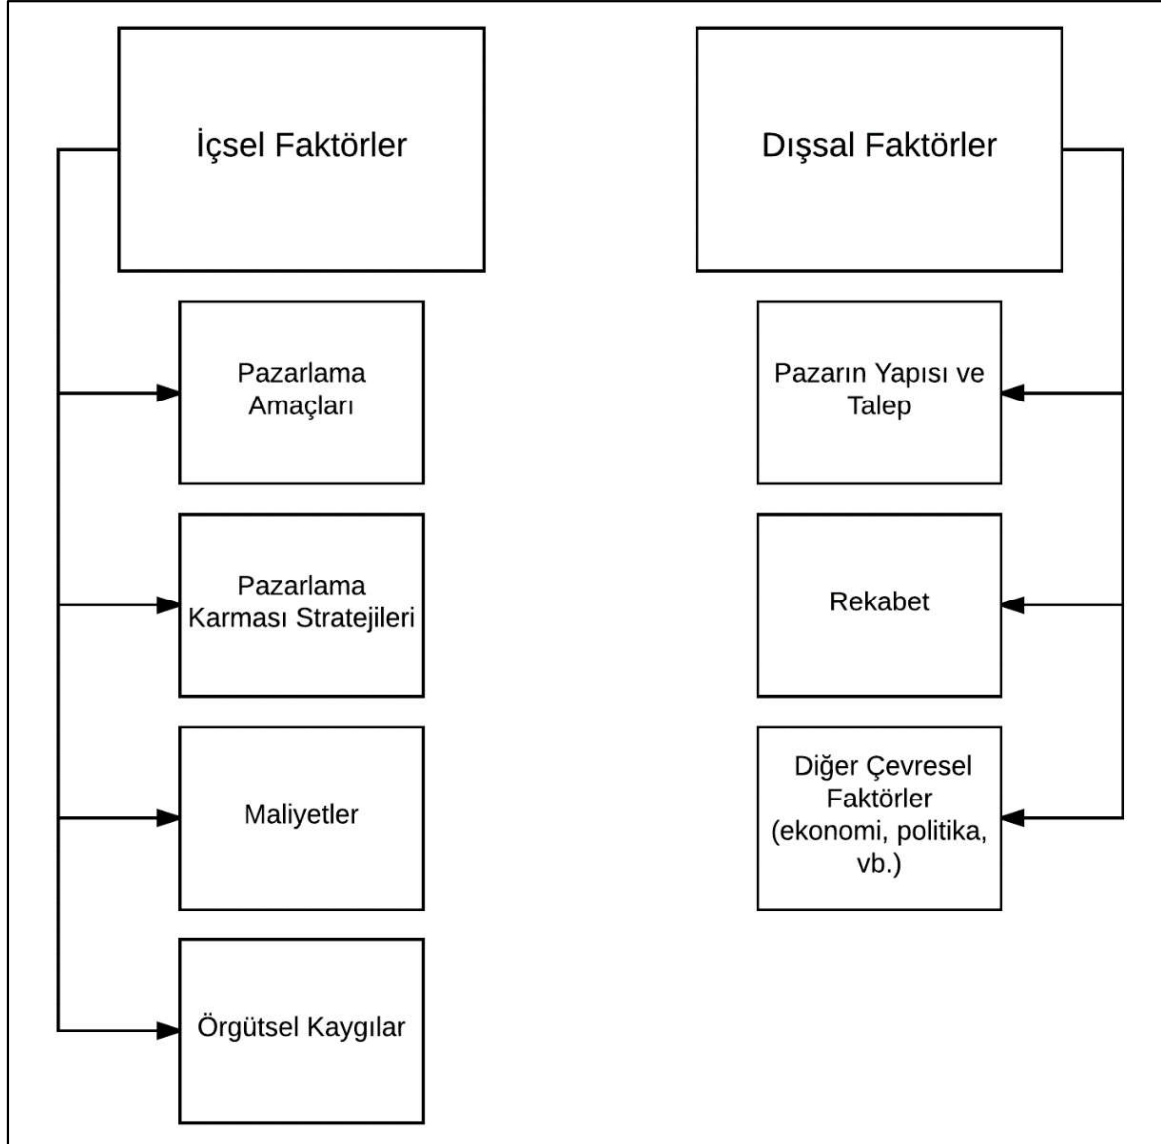 İçsel Faktörler
Pazarlama
Amaçları
Pazarlama
Karması Stratejileri
Maliyetler
Örgütsel Kaygılar
Dışsal Faktörler
Pazarın Yapısı ve
Talep
Rekabet
Diğer Çevresel
Faktörler
(ekonomi, politika,
vb.)